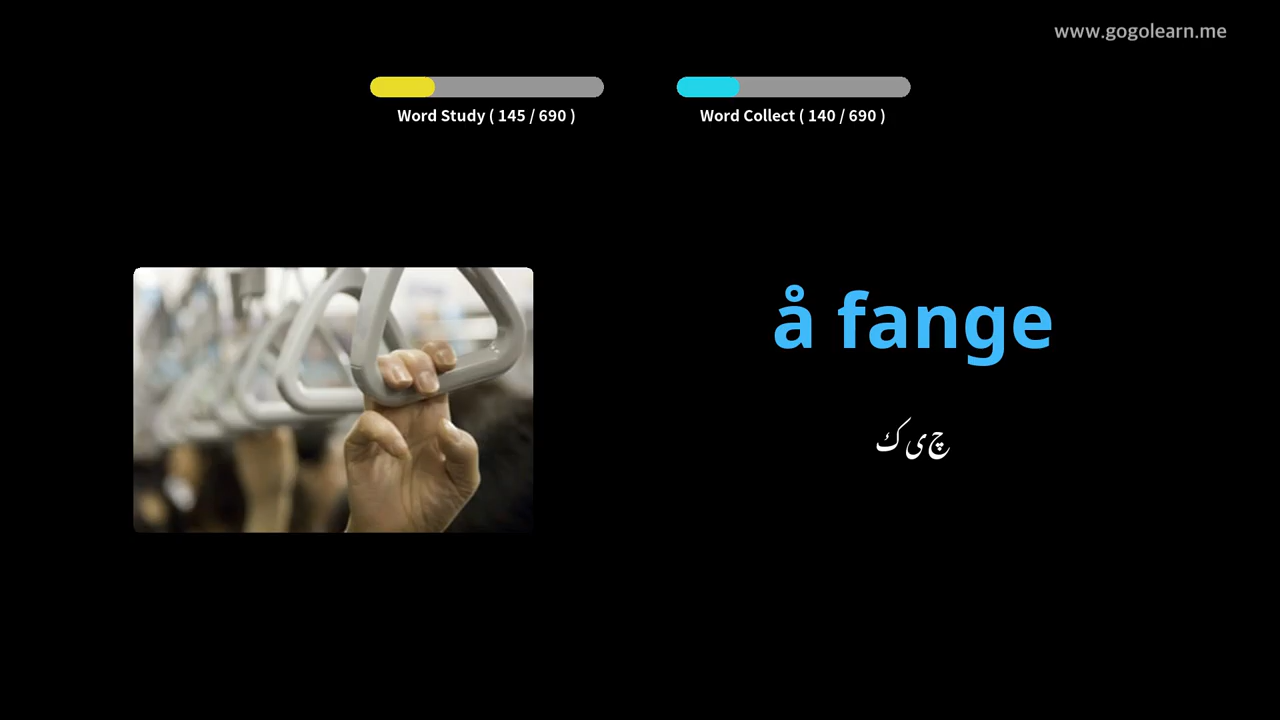 www.gogolearn.me
Word Study ( 145 / 690 )
Word Collect ( 140 / 690 )
å fange
چ ی ک